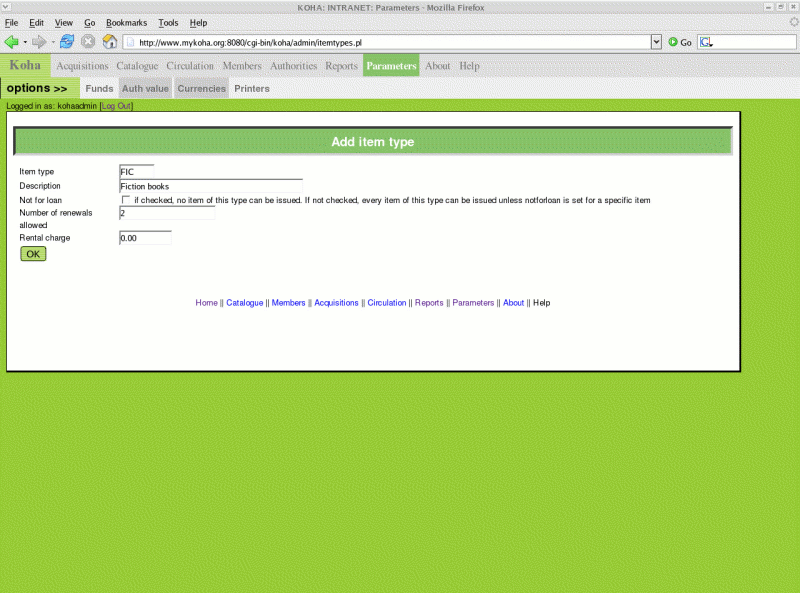 KOHA: INTRANET: Parameters - Mozilla Firefox
File Edit View Go Bookmarks Tools Help
http://www.mykoha.org:8080/cgi-bin/koha/admin/itemtypes.pl Go G
Koha Acquisitions Catalogue Circulation Members Authorities Reports Parameters About Help
options >> Funds Auth value Currencies Printers
Logged in as: kohaadmin [Log Out]
Add item type
Item type FIC
Description Fiction books
Not for loan if checked, no item of this type can be issued. If not checked, every item of this type can be issued unless notforloan is set for a specific item
Number of renewals 2
allowed
Rental charge 0.00
OK
Home || Catalogue || Members || Acquisitions || Circulation || Reports || Parameters || About || Help